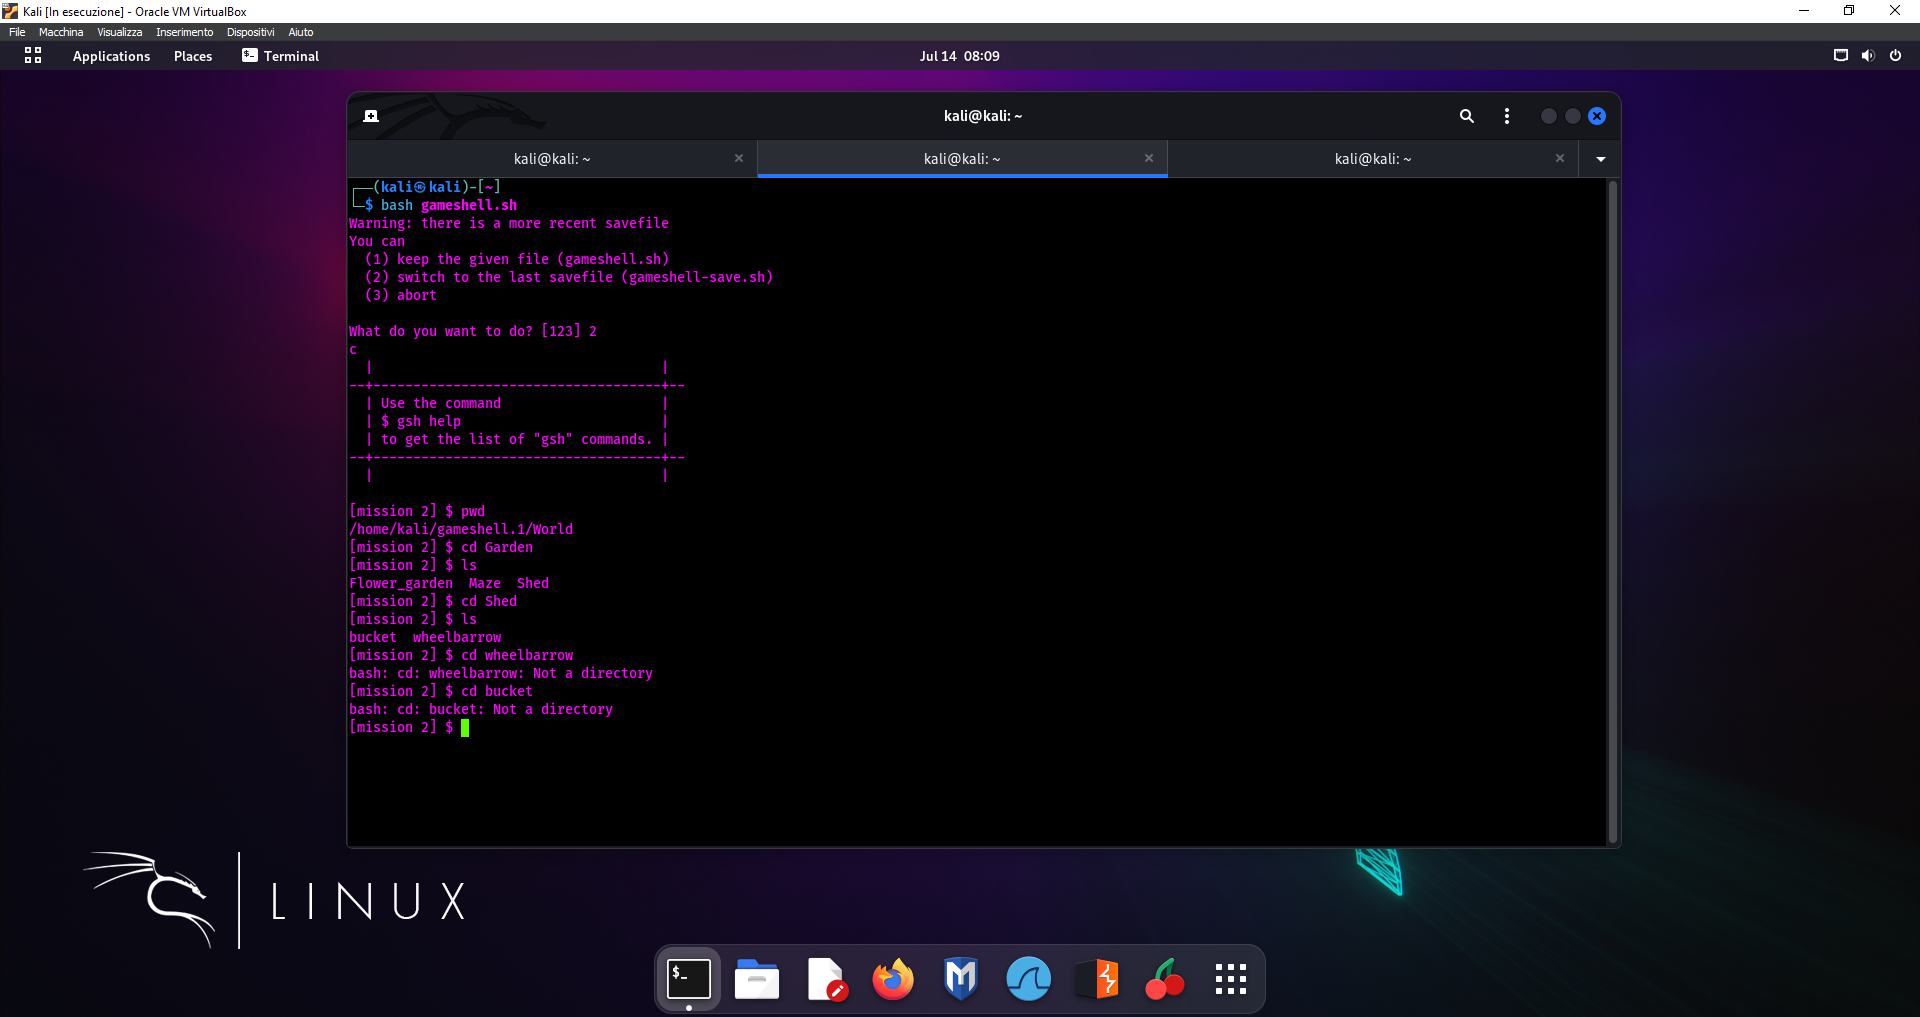 Kali [In esecuzione] - Oracle VM VirtualBox
File Macchina Visualizza Inserimento Dispositivi Aiuto
Applications Places Terminal Jul 14 08:09
kali@kali: ~
kali@kali: ~ kali@kali: ~ kali@kali: ~
┌──(kali㉿kali)-[~]
└─$ bash gameshell.sh
Warning: there is a more recent savefile
You can
  (1) keep the given file (gameshell.sh)
  (2) switch to the last savefile (gameshell-save.sh)
  (3) abort
What do you want to do? [123] 2
c
  |                                    |
--+------------------------------------+--
  | Use the command                    |
  | $ gsh help                         |
  | to get the list of "gsh" commands. |
--+------------------------------------+--
  |                                    |
[mission 2] $ pwd
/home/kali/gameshell.1/World
[mission 2] $ cd Garden
[mission 2] $ ls
Flower_garden  Maze  Shed
[mission 2] $ cd Shed
[mission 2] $ ls
bucket  wheelbarrow
[mission 2] $ cd wheelbarrow
bash: cd: wheelbarrow: Not a directory
[mission 2] $ cd bucket
bash: cd: bucket: Not a directory
[mission 2] $
LINUX
$_